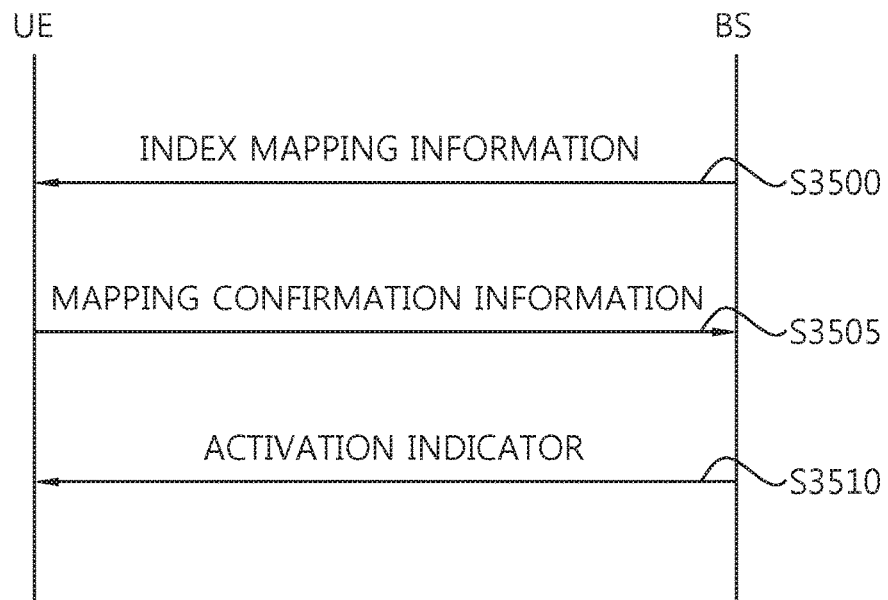 UE
BS
INDEX MAPPING INFORMATION
S3500
MAPPING CONFIRMATION INFORMATION
S3505
ACTIVATION INDICATOR
S3510